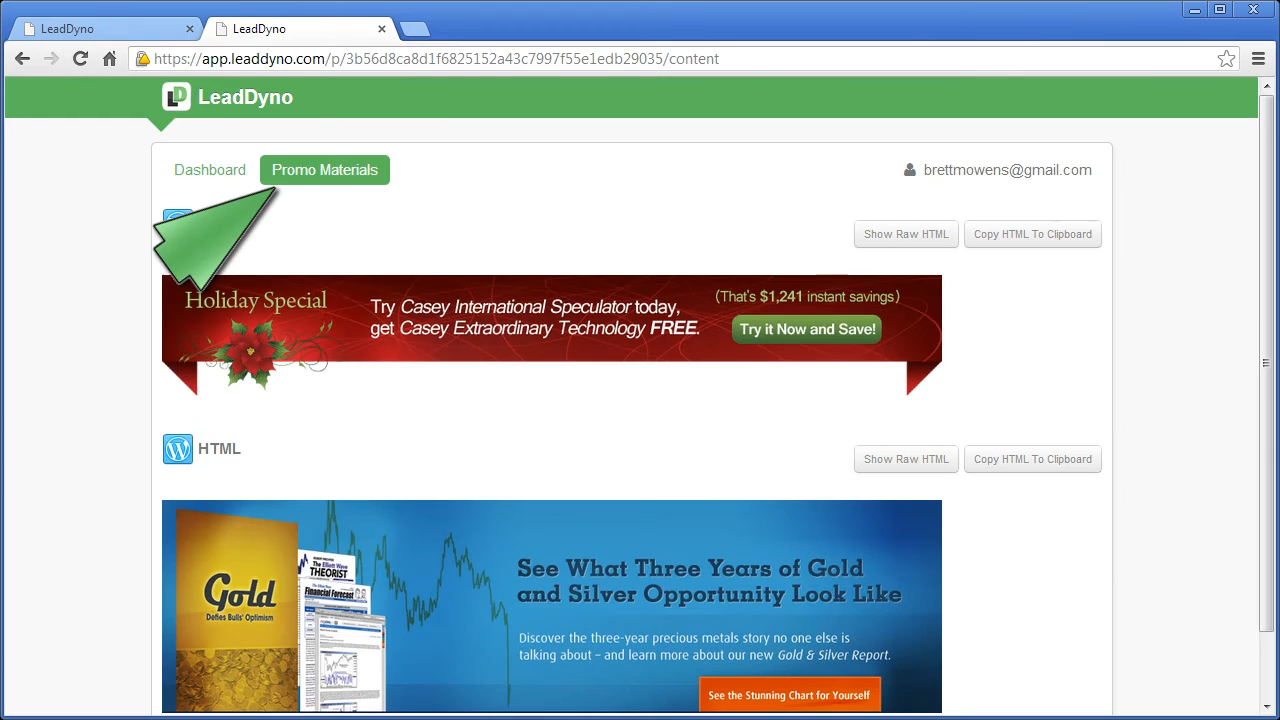 LeadDyno
LeadDyno
https://app.leaddyno.com/p/3b56d8ca8d1f6825152a43c7997f55e1edb29035/content
LD LeadDyno
Dashboard
Promo Materials
brettmowens@gmail.com
Show Raw HTML
Copy HTML To Clipboard
Holiday Special
Try Casey International Speculator today,
get Casey Extraordinary Technology FREE.
(That's $1,241 instant savings)
Try it Now and Save!
HTML
Show Raw HTML
Copy HTML To Clipboard
Gold
Defies Bulls' Optimism
The Elliott Wave
THEORIST
Financial Forecast
See What Three Years of Gold
and Silver Opportunity Look Like
Discover the three-year precious metals story no one else is
talking about – and learn more about our new Gold & Silver Report.
See the Stunning Chart for Yourself